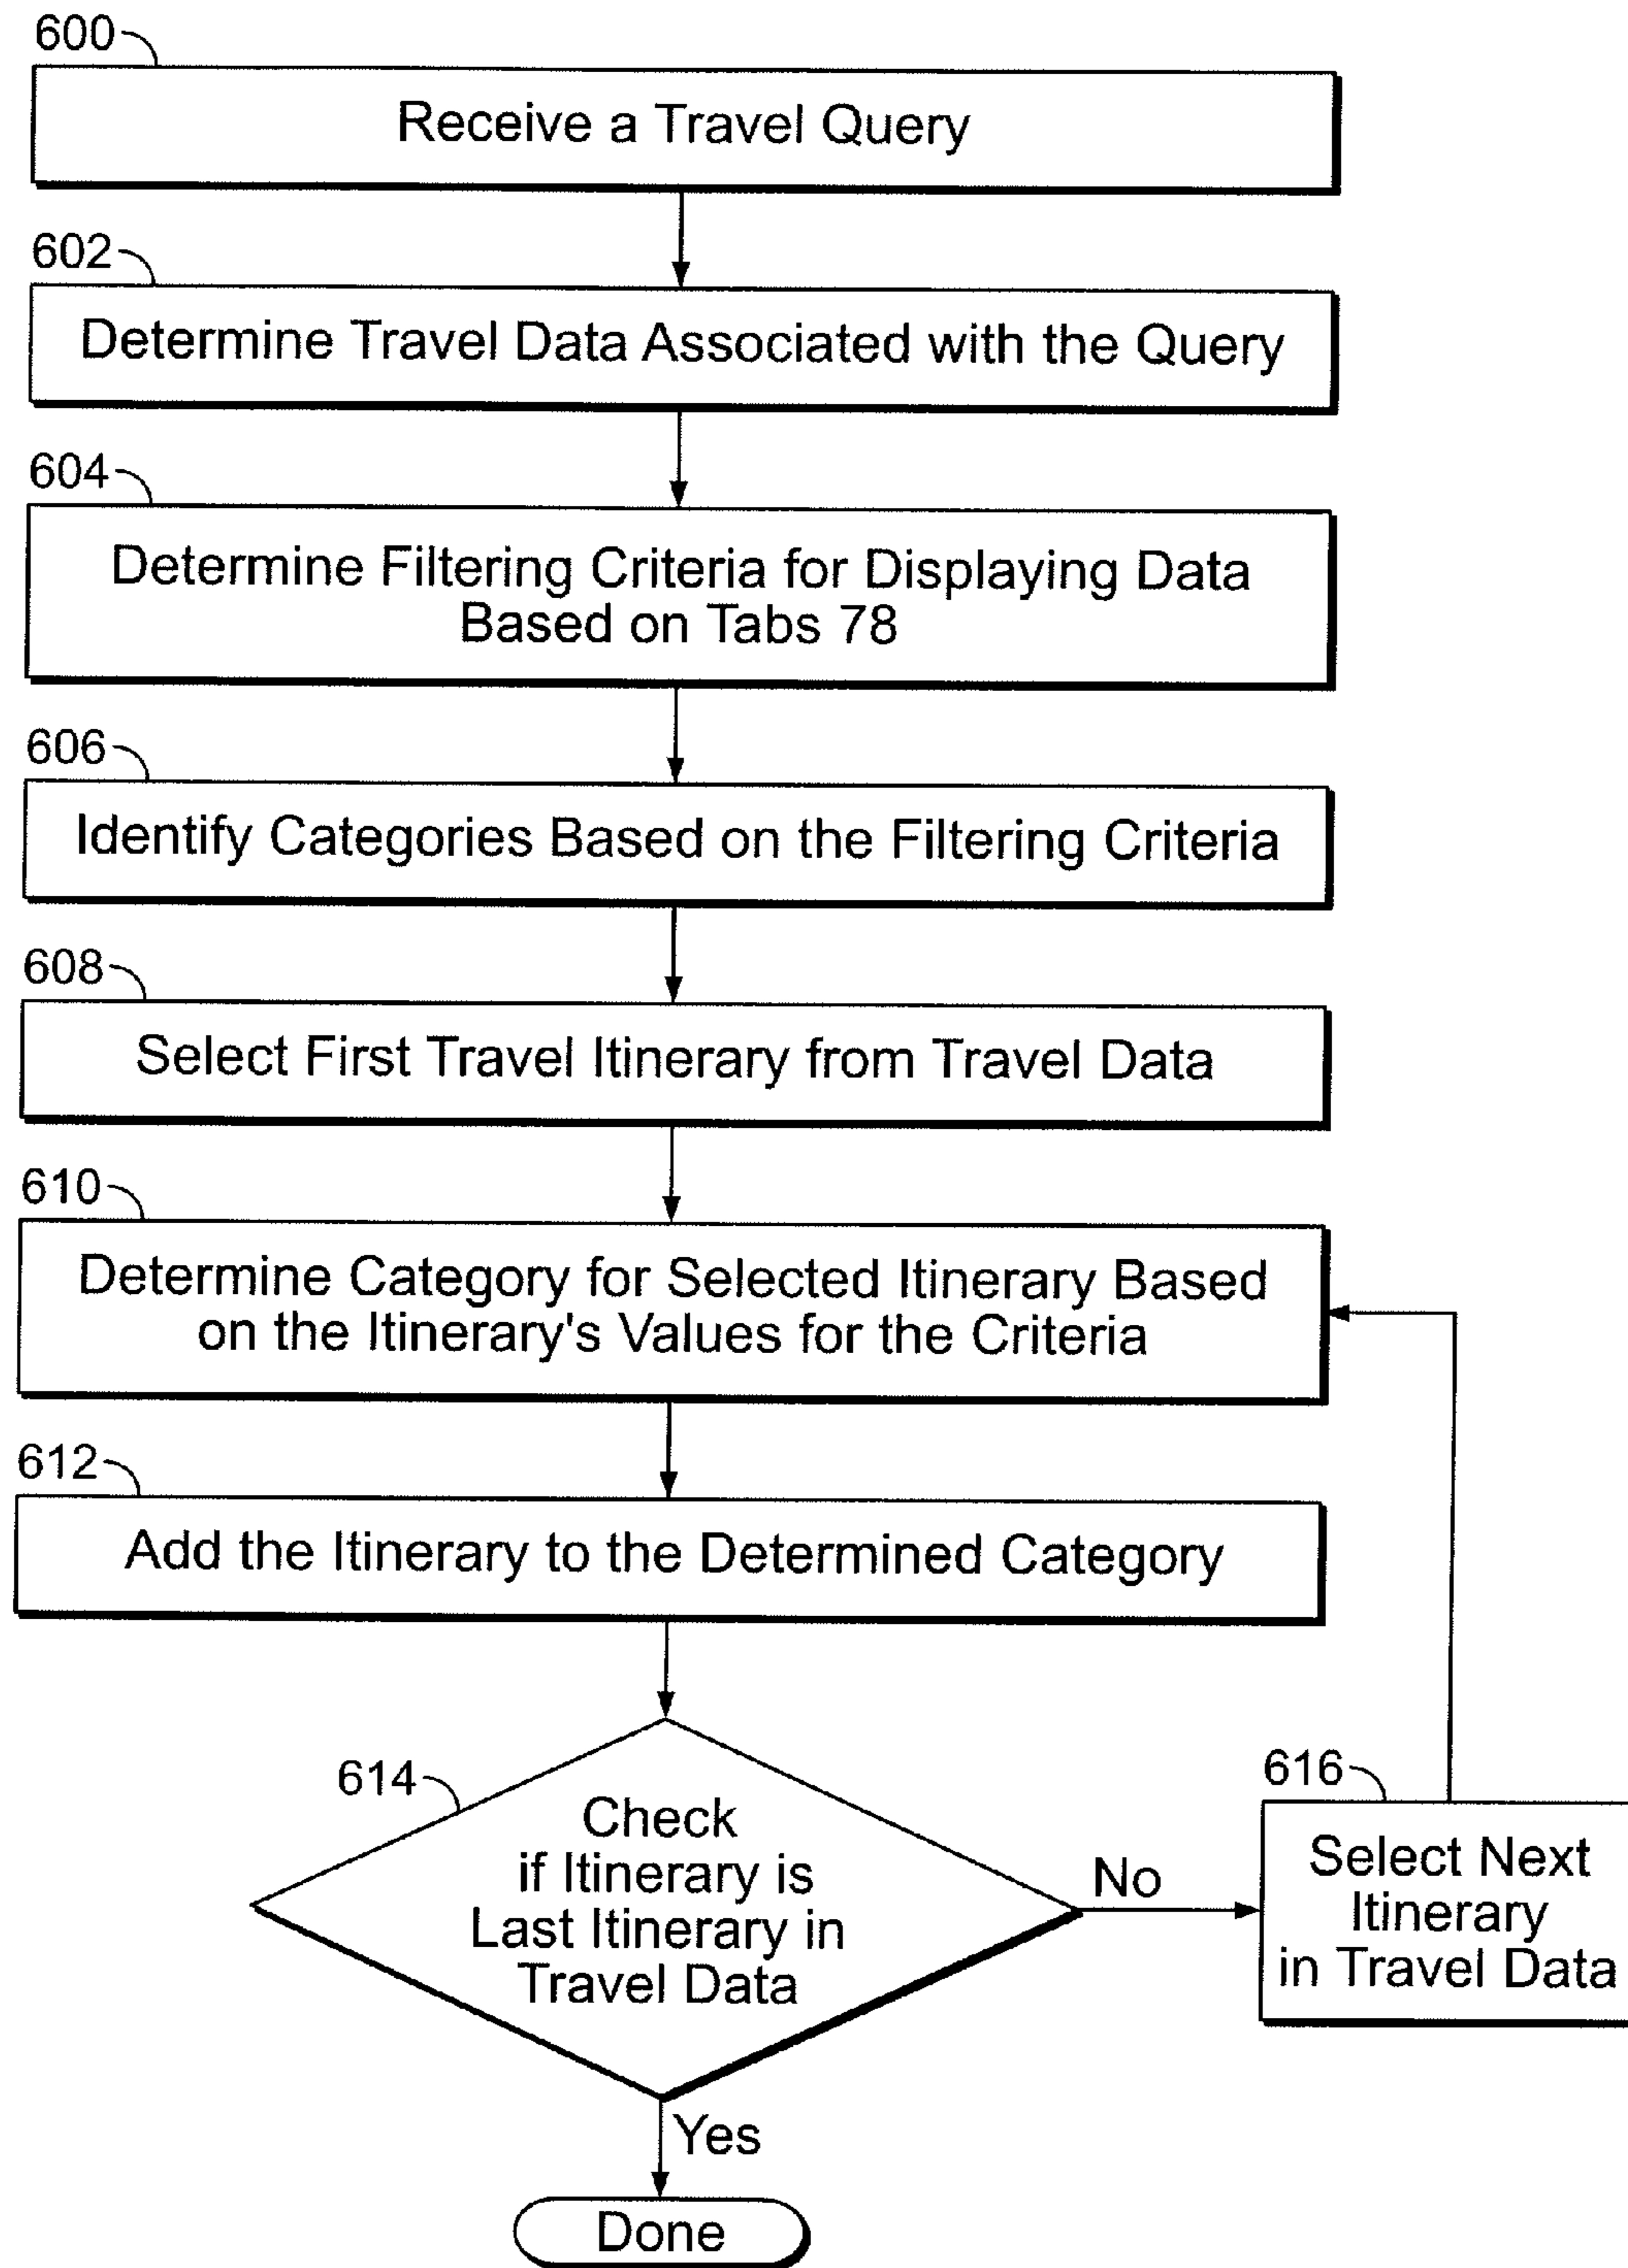 600
Receive a Travel Query
602
Determine Travel Data Associated with the Query
604
Determine Filtering Criteria for Displaying Data
Based on Tabs 78
606
Identify Categories Based on the Filtering Criteria
608
Select First Travel Itinerary from Travel Data
610
Determine Category for Selected Itinerary Based
on the Itinerary's Values for the Criteria
612
Add the Itinerary to the Determined Category
614
Check
if Itinerary is
Last Itinerary in
Travel Data
No
616
Select Next
Itinerary
in Travel Data
Yes
Done